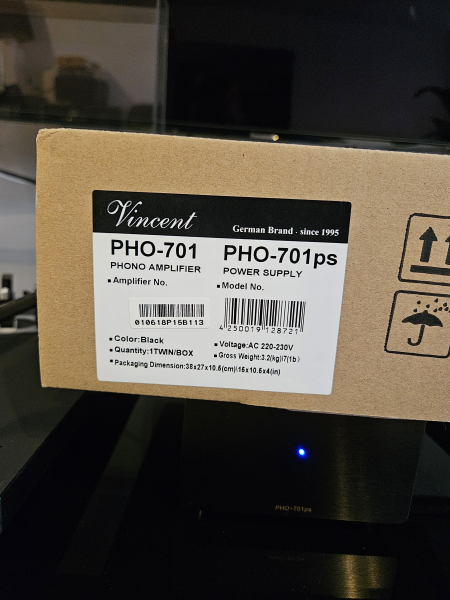 Vincent
German Brand . since 1995
PHO-701 PHO-701ps
PHONO AMPLIFIER POWER SUPPLY
▪Amplifier No. ▪Model No.
010618P15B113
4 250019 128721
▪Color:Black ▪Voltage:AC 220-230V
▪Quantity:1TWIN/BOX ▪Gross Weight:3.2(kg)/7(1b)
▪Packaging Dimension:38x27x10.5(cm)/15x10.5x4(in)
PHO-701ps